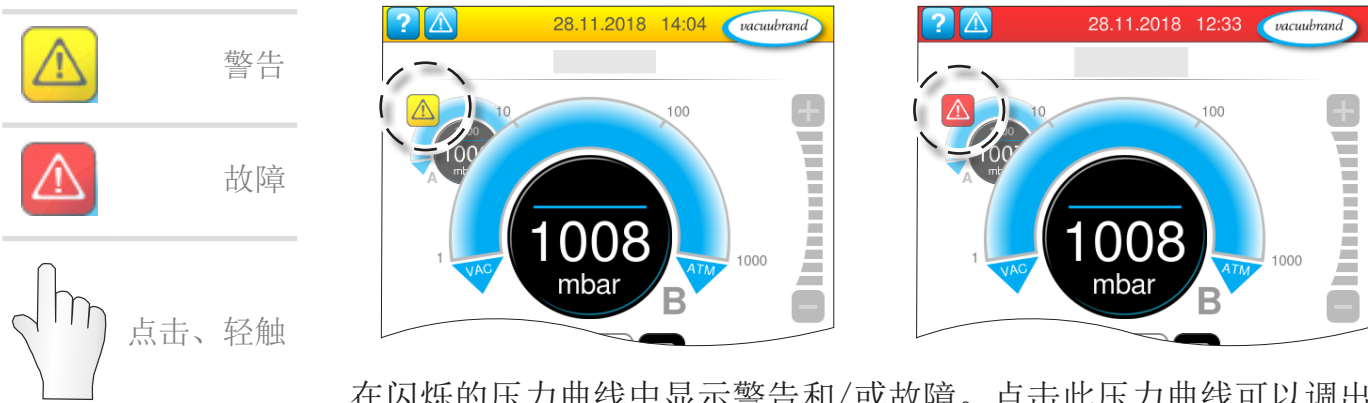 警告
故障
点击、轻触
? 28.11.2018 14:04 vacuubrand
10
100
A
1008
mbar
1
VAC
ATM
1000
B
? 28.11.2018 12:33 vacuubrand
10
100
A
1008
mbar
1
VAC
ATM
1000
B
在闪烁的压力曲线中显示警告和/或故障。点击此压力曲线可以调出